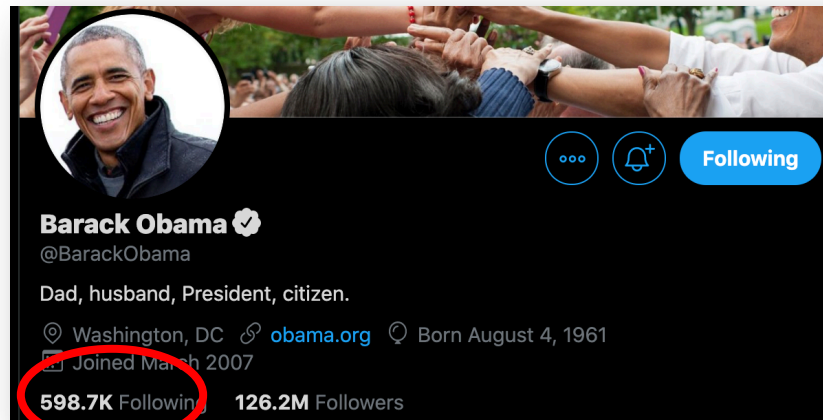 Following
Barack Obama
@BarackObama
Dad, husband, President, citizen.
Washington, DC obama.org Born August 4, 1961
Joined March 2007
598.7K Following 126.2M Followers